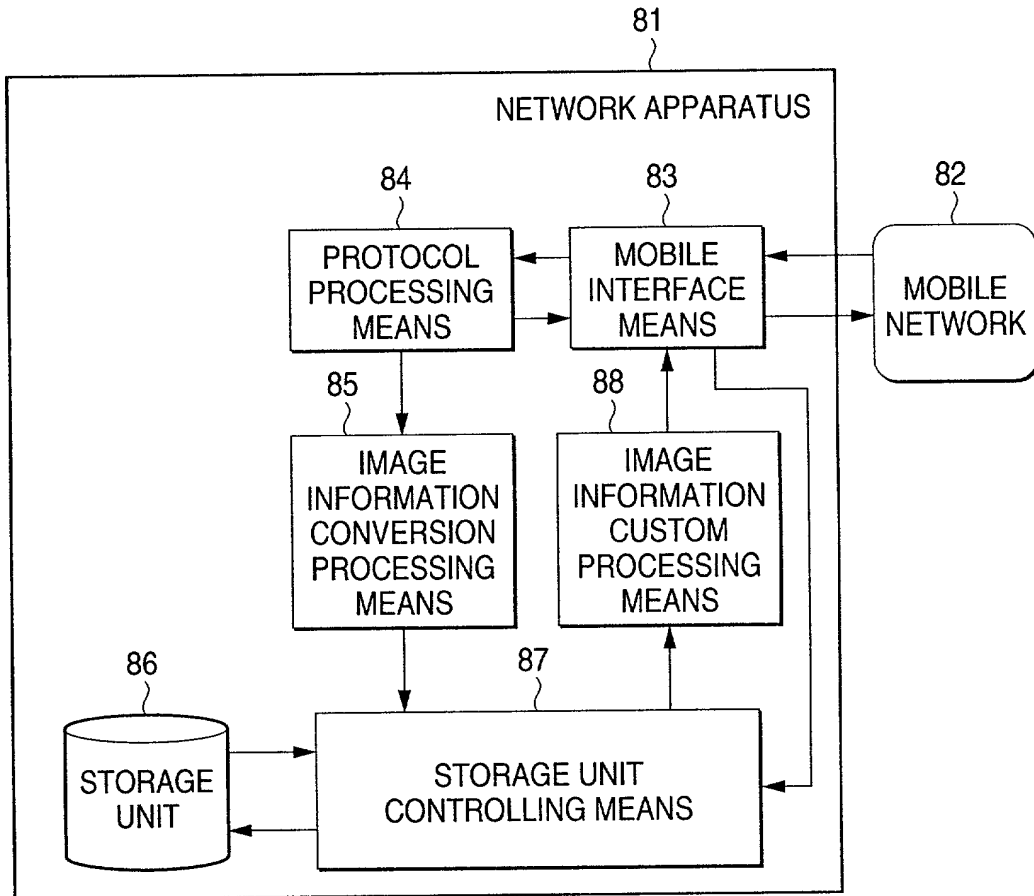 81
NETWORK APPARATUS
84
83
82
PROTOCOL
PROCESSING
MEANS
MOBILE
INTERFACE
MEANS
MOBILE
NETWORK
85
88
IMAGE
INFORMATION
CONVERSION
PROCESSING
MEANS
IMAGE
INFORMATION
CUSTOM
PROCESSING
MEANS
86
87
STORAGE
UNIT
STORAGE UNIT
CONTROLLING MEANS